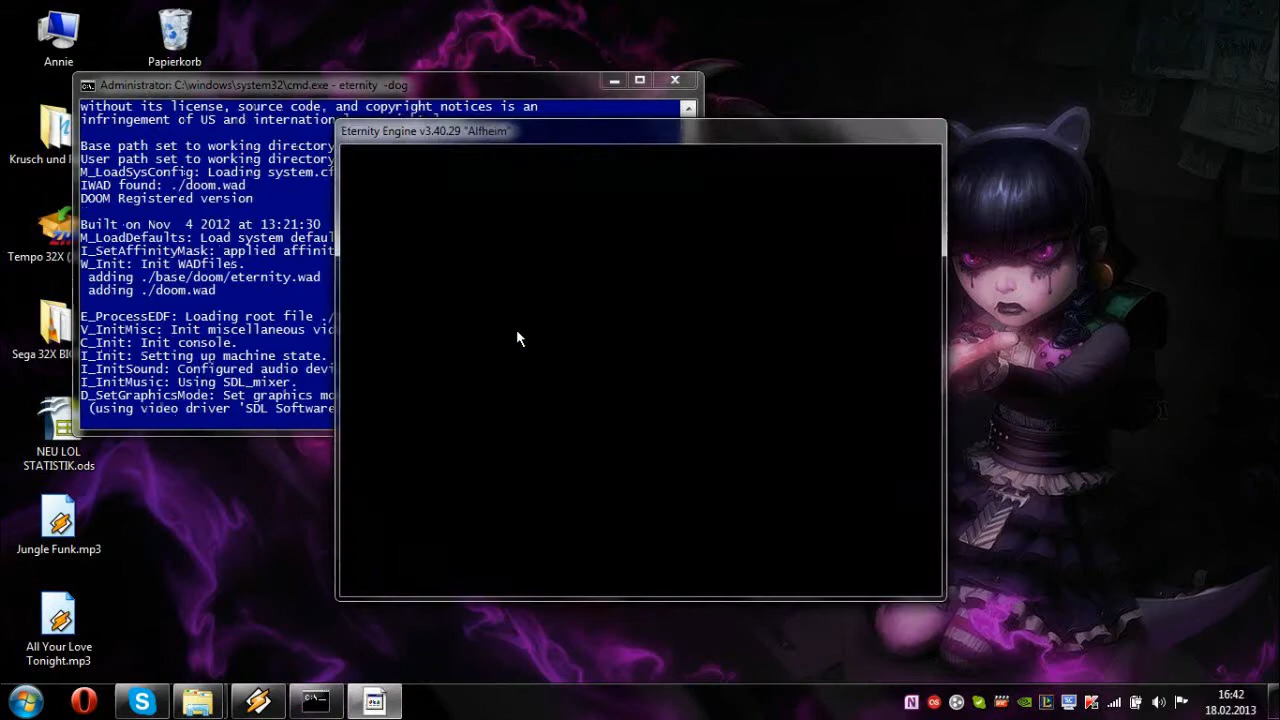 Annie
Papierkorb
Krusch und
Tempo 32X
Sega 32X
NEU LOL
STATISTIK.ods
Jungle Funk.mp3
All Your Love
Tonight.mp3
Administrator: C:\windows\system32\cmd.exe - eternity -dog
without its license, source code, and copyright notices is an
infringement of US and international
Base path set to working directory
User path set to working directory
M_LoadSysConfig: Loading system.cf
IWAD found: ./doom.wad
DOOM Registered version
Built on Nov 4 2012 at 13:21:30
M_LoadDefaults: Load system defaul
I_SetAffinityMask: applied affinit
W_Init: Init WADfiles.
adding ./base/doom/eternity.wad
adding ./doom.wad
E_ProcessEDF: Loading root file ./
V_InitMisc: Init miscellaneous vid
C_Init: Init console.
I_Init: Setting up machine state.
I_InitSound: Configured audio devi
I_InitMusic: Using SDL_mixer.
D_SetGraphicsMode: Set graphics mo
(using video driver 'SDL Software
Eternity Engine v3.40.29 "Alfheim"
16:42
18.02.2013